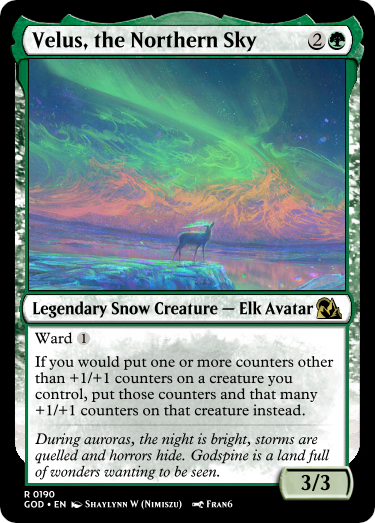 Velus, the Northern Sky 2
Legendary Snow Creature — Elk Avatar
Ward 1
If you would put one or more counters other
than +1/+1 counters on a creature you
control, put those counters and that many
+1/+1 counters on that creature instead.
During auroras, the night is bright, storms are
quelled and horrors hide. Godspine is a land full
of wonders wanting to be seen.
3/3
R 0190
GOD • EN Shaylynn W (Nimiszu) Fran6